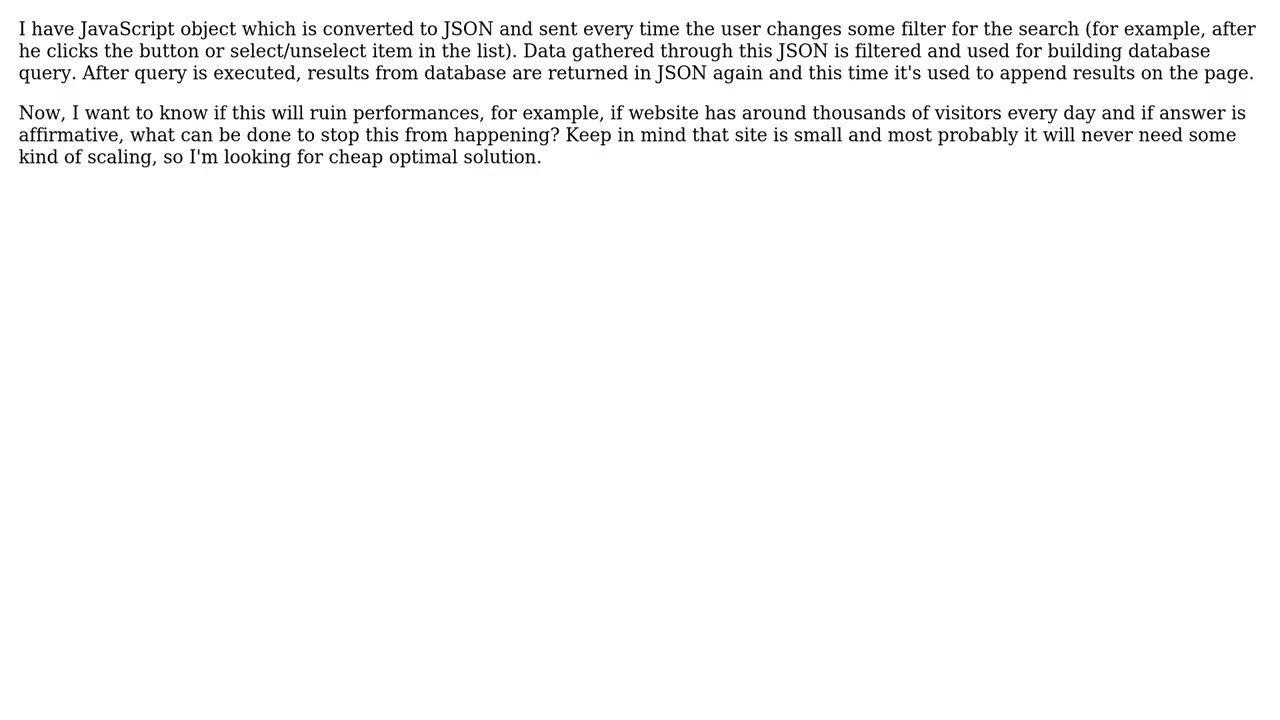 I have JavaScript object which is converted to JSON and sent every time the user changes some filter for the search (for example, after
he clicks the button or select/unselect item in the list). Data gathered through this JSON is filtered and used for building database
query. After query is executed, results from database are returned in JSON again and this time it's used to append results on the page.
Now, I want to know if this will ruin performances, for example, if website has around thousands of visitors every day and if answer is
affirmative, what can be done to stop this from happening? Keep in mind that site is small and most probably it will never need some
kind of scaling, so I'm looking for cheap optimal solution.